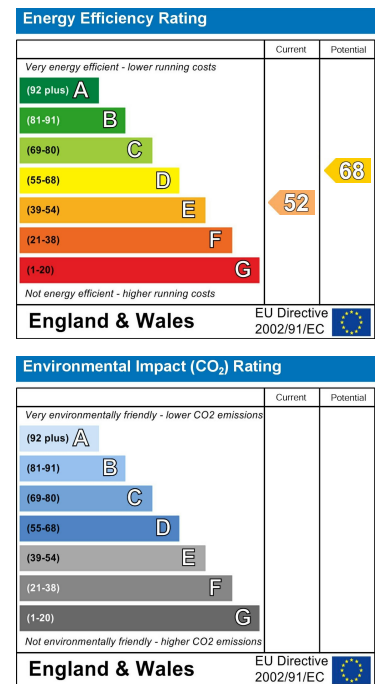 Energy Efficiency Rating
Current Potential
Very energy efficient - lower running costs
(92 plus) A
(81-91) B
(69-80) C
(55-68) D
(39-54) E
(21-38) F
(1-20) G
52
68
Not energy efficient - higher running costs
England & Wales
EU Directive
2002/91/EC
Environmental Impact (CO₂) Rating
Current Potential
Very environmentally friendly - lower CO2 emissions
(92 plus) A
(81-91) B
(69-80) C
(55-68) D
(39-54) E
(21-38) F
(1-20) G
Not environmentally friendly - higher CO2 emissions
England & Wales
EU Directive
2002/91/EC